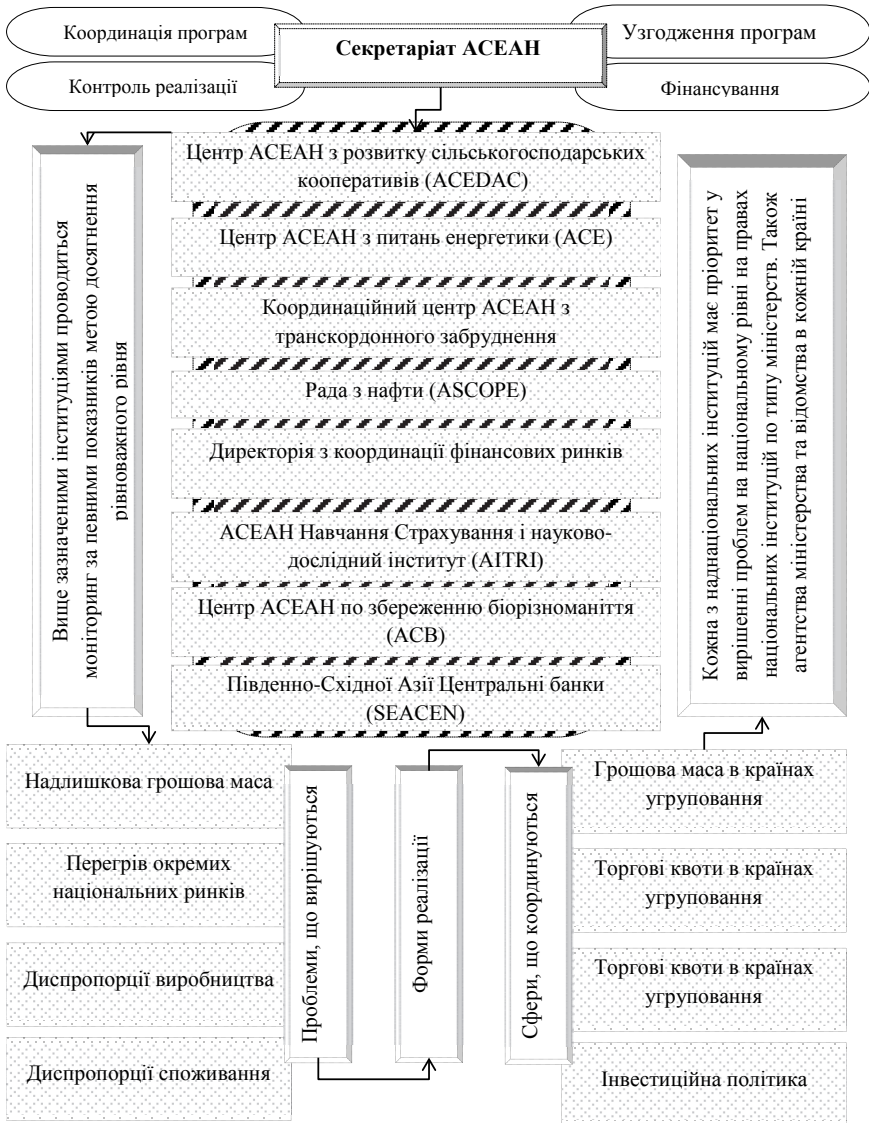 Координація програм
Секретаріат АСЕАН
Узгодження програм
Контроль реалізації
Фінансування
Вище зазначеними інституціями проводиться
моніторинг за певними показників метою досягнення
рівноважного рівня
Центр АСЕАН з розвитку сільськогосподарських
кооперативів (ACEDAC)
Центр АСЕАН з питань енергетики (ACE)
Координаційний центр АСЕАН з
транскордонного забруднення
Рада з нафти (ASCOPE)
Директорія з координації фінансових ринків
АСЕАН Навчання Страхування і науково-
дослідний інститут (AITRI)
Центр АСЕАН по збереженню біорізноманіття
(ACB)
Південно-Східної Азії Центральні банки
(SEACEN)
Кожна з наднаціональних інституцій має пріоритет у
вирішенні проблем на національному рівні на правах
національних інституцій по типу міністерств. Також
агентства міністерства та відомства в кожній країні
Надлишкова грошова маса
Перегрів окремих
національних ринків
Диспропорції виробництва
Диспропорції споживання
Проблеми, що вирішуються
Форми реалізації
Сфери, що координуються
Грошова маса в країнах
угруповання
Торгові квоти в країнах
угруповання
Торгові квоти в країнах
угруповання
Інвестиційна політика